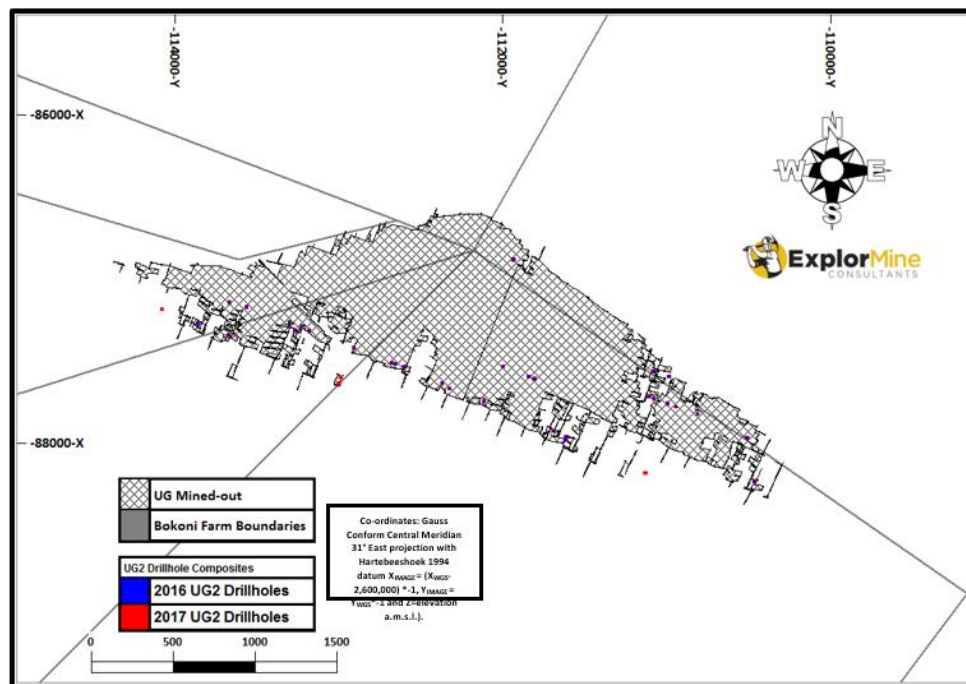 -114000-Y
-112000-Y
-110000-Y
-86000-X
N
W E
S
ExplorMine
CONSULTANTS
-88000-X
UG Mined-out
Bokoni Farm Boundaries
UG2 Drillhole Composites
2016 UG2 Drillholes
2017 UG2 Drillholes
0 500 1000 1500
Co-ordinates: Gauss
Conform Central Meridian
31° East projection with
Hartebeeshoek 1994
datum XIMAGE = (XWGS-
2,600,000) *-1, YIMAGE =
YWGS*-1 and Z=elevation
a.m.s.l.).